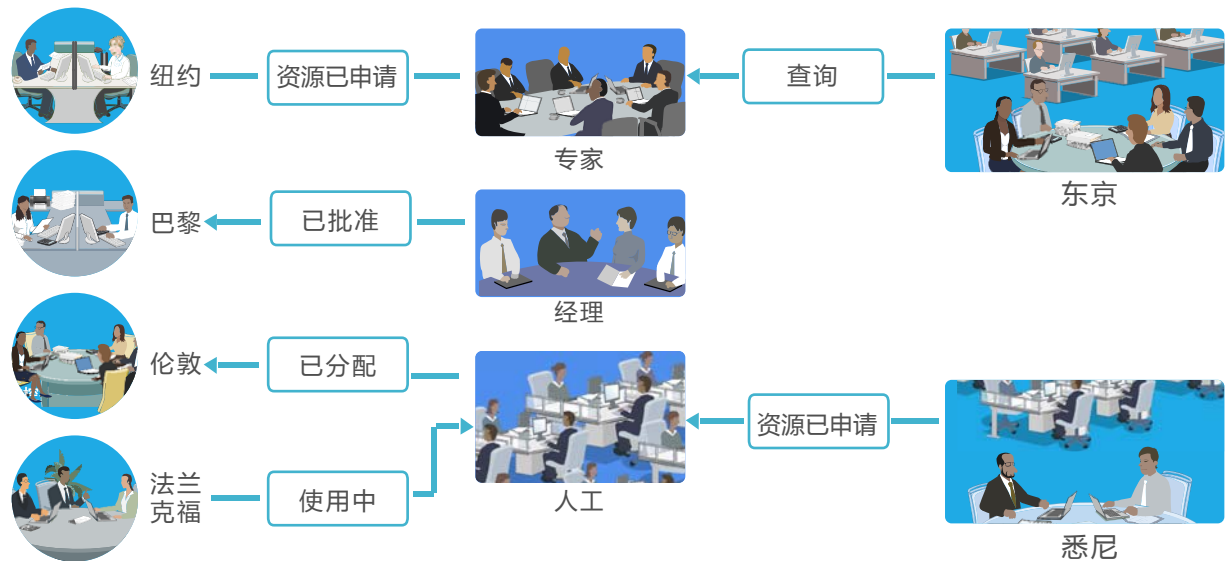 纽约
资源已申请
专家
查询
东京
巴黎
已批准
经理
伦敦
已分配
人工
资源已申请
悉尼
法兰
克福
使用中